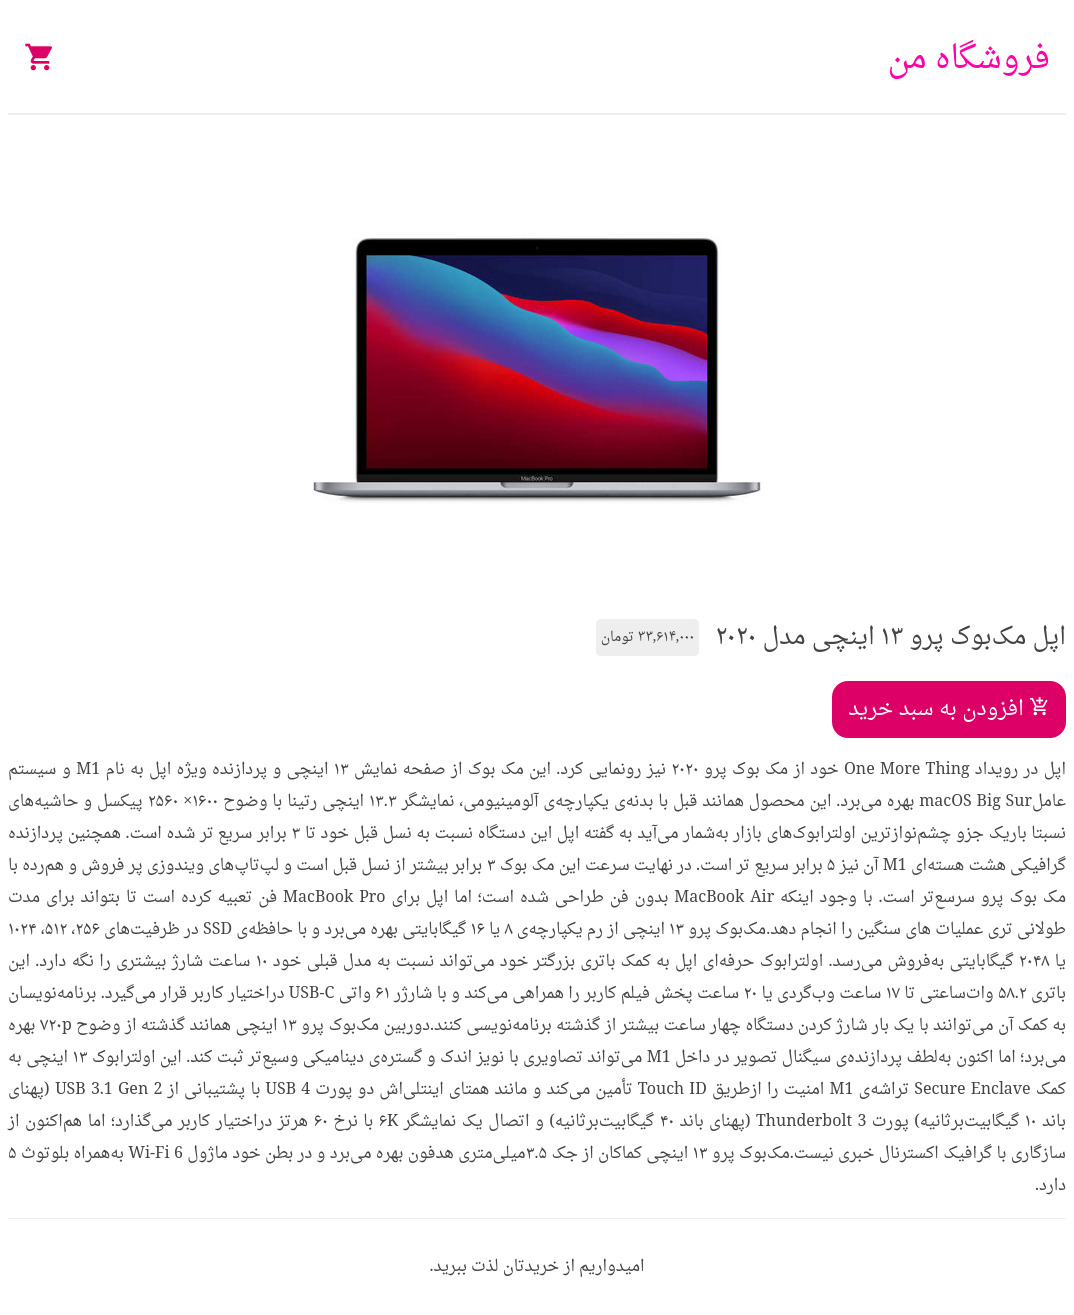 فروشگاه من
MacBook Pro
اپل مک‌بوک پرو ۱۳ اینچی مدل ۲۰۲۰
۳۳,۶۱۴,۰۰۰ تومان
افزودن به سبد خرید
اپل در رویداد One More Thing خود از مک بوک پرو ۲۰۲۰ نیز رونمایی کرد. این مک بوک از صفحه نمایش ۱۳ اینچی و پردازنده ویژه اپل به نام M1 و سیستم
عاملmacOS Big Sur بهره می‌برد. این محصول همانند قبل با بدنه‌ی یکپارچه‌ی آلومینیومی، نمایشگر ۱۳.۳ اینچی رتینا با وضوح ۱۶۰۰× ۲۵۶۰ پیکسل و حاشیه‌های
نسبتا باریک جزو چشم‌نوازترین اولترابوک‌های بازار به‌شمار می‌آید به گفته اپل این دستگاه نسبت به نسل قبل خود تا ۳ برابر سریع تر شده است. همچنین پردازنده
گرافیکی هشت هسته‌ای M1 آن نیز ۵ برابر سریع تر است. در نهایت سرعت این مک بوک ۳ برابر بیشتر از نسل قبل است و لپ‌تاپ‌های ویندوزی پر فروش و هم‌رده با
مک بوک پرو سرسع‌تر است. با وجود اینکه MacBook Air بدون فن طراحی شده است؛ اما اپل برای MacBook Pro فن تعبیه کرده است تا بتواند برای مدت
طولانی تری عملیات های سنگین را انجام دهد.مک‌بوک پرو ۱۳ اینچی از رم یکپارچه‌ی ۸ یا ۱۶ گیگابایتی بهره می‌برد و با حافظه‌ی SSD در ظرفیت‌های ۲۵۶، ۵۱۲، ۱۰۲۴
یا ۲۰۴۸ گیگابایتی به‌فروش می‌رسد. اولترابوک حرفه‌ای اپل به کمک باتری بزرگتر خود می‌تواند نسبت به مدل قبلی خود ۱۰ ساعت شارژ بیشتری را نگه دارد. این
باتری ۵۸.۲ وات‌ساعتی تا ۱۷ ساعت وب‌گردی یا ۲۰ ساعت پخش فیلم کاربر را همراهی می‌کند و با شارژر ۶۱ واتی USB-C دراختیار کاربر قرار می‌گیرد. برنامه‌نویسان
به کمک آن می‌توانند با یک بار شارژ کردن دستگاه چهار ساعت بیشتر از گذشته برنامه‌نویسی کنند.دوربین مک‌بوک پرو ۱۳ اینچی همانند گذشته از وضوح ۷۲۰p بهره
می‌برد؛ اما اکنون به‌لطف پردازنده‌ی سیگنال تصویر در داخل M1 می‌تواند تصاویری با نویز اندک و گستره‌ی دینامیکی وسیع‌تر ثبت کند. این اولترابوک ۱۳ اینچی به
کمک Secure Enclave تراشه‌ی M1 امنیت را ازطریق Touch ID تأمین می‌کند و مانند همتای اینتلی‌اش دو پورت USB 4 با پشتیبانی از USB 3.1 Gen 2 (پهنای
باند ۱۰ گیگابیت‌برثانیه) پورت Thunderbolt 3 (پهنای باند ۴۰ گیگابیت‌برثانیه) و اتصال یک نمایشگر ۶K با نرخ ۶۰ هرتز دراختیار کاربر می‌گذارد؛ اما هم‌اکنون از
سازگاری با گرافیک اکسترنال خبری نیست.مک‌بوک پرو ۱۳ اینچی کماکان از جک ۳.۵میلی‌متری هدفون بهره می‌برد و در بطن خود ماژول Wi-Fi 6 به‌همراه بلوتوث ۵
دارد.
امیدواریم از خریدتان لذت ببرید.